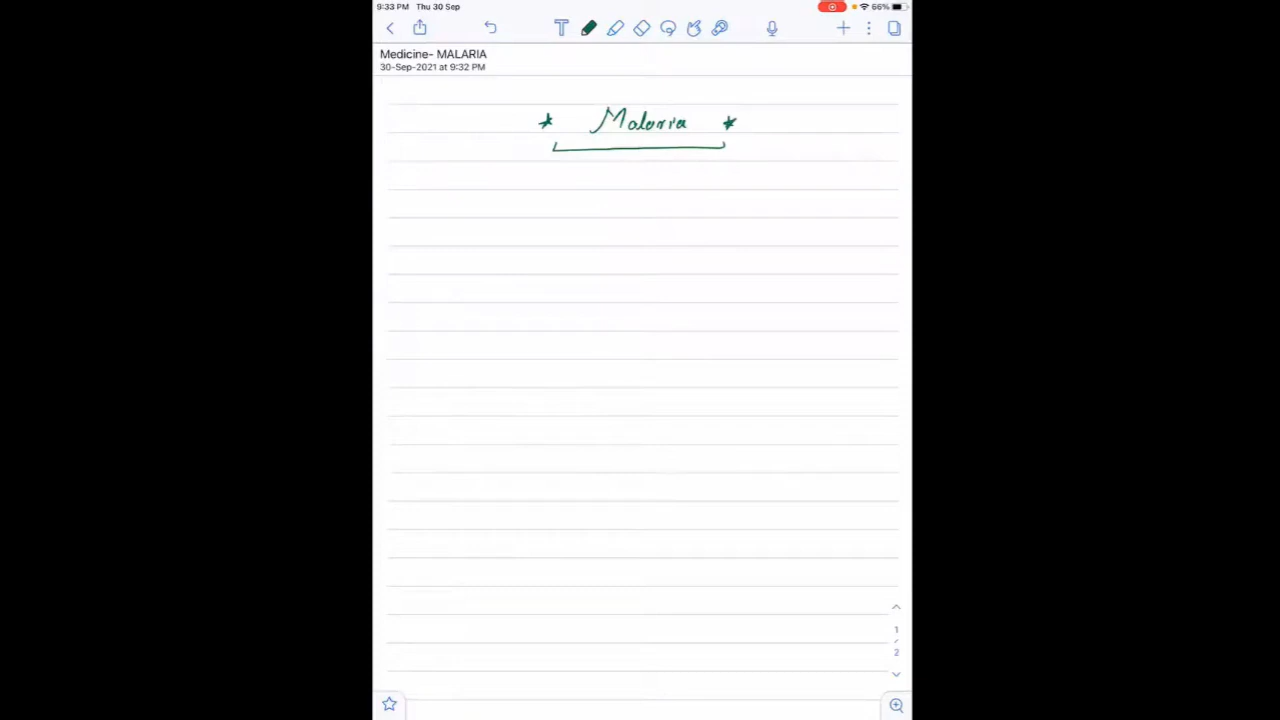 9:33 PM Thu 30 Sep 66%
T
Medicine- MALARIA
30-Sep-2021 at 9:32 PM
* Malaria *
1
/
2